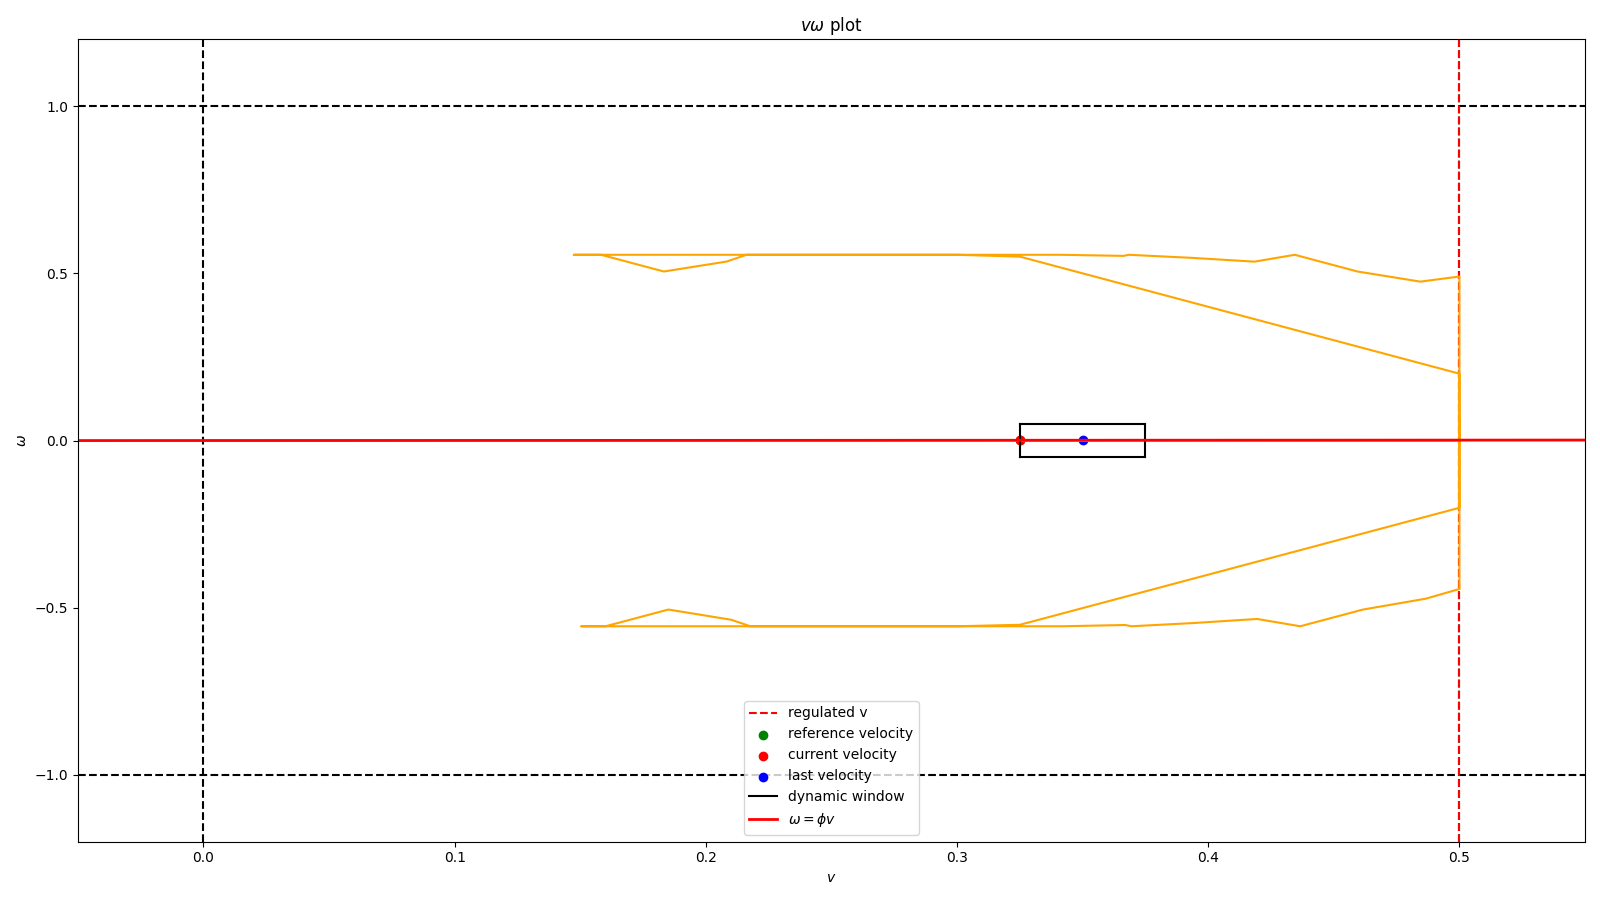 vω plot
1.0
0.5
0.0
−0.5
−1.0
ω
0.0 0.1 0.2 0.3 0.4 0.5
v
regulated v
reference velocity
current velocity
last velocity
dynamic window
ω = ϕv